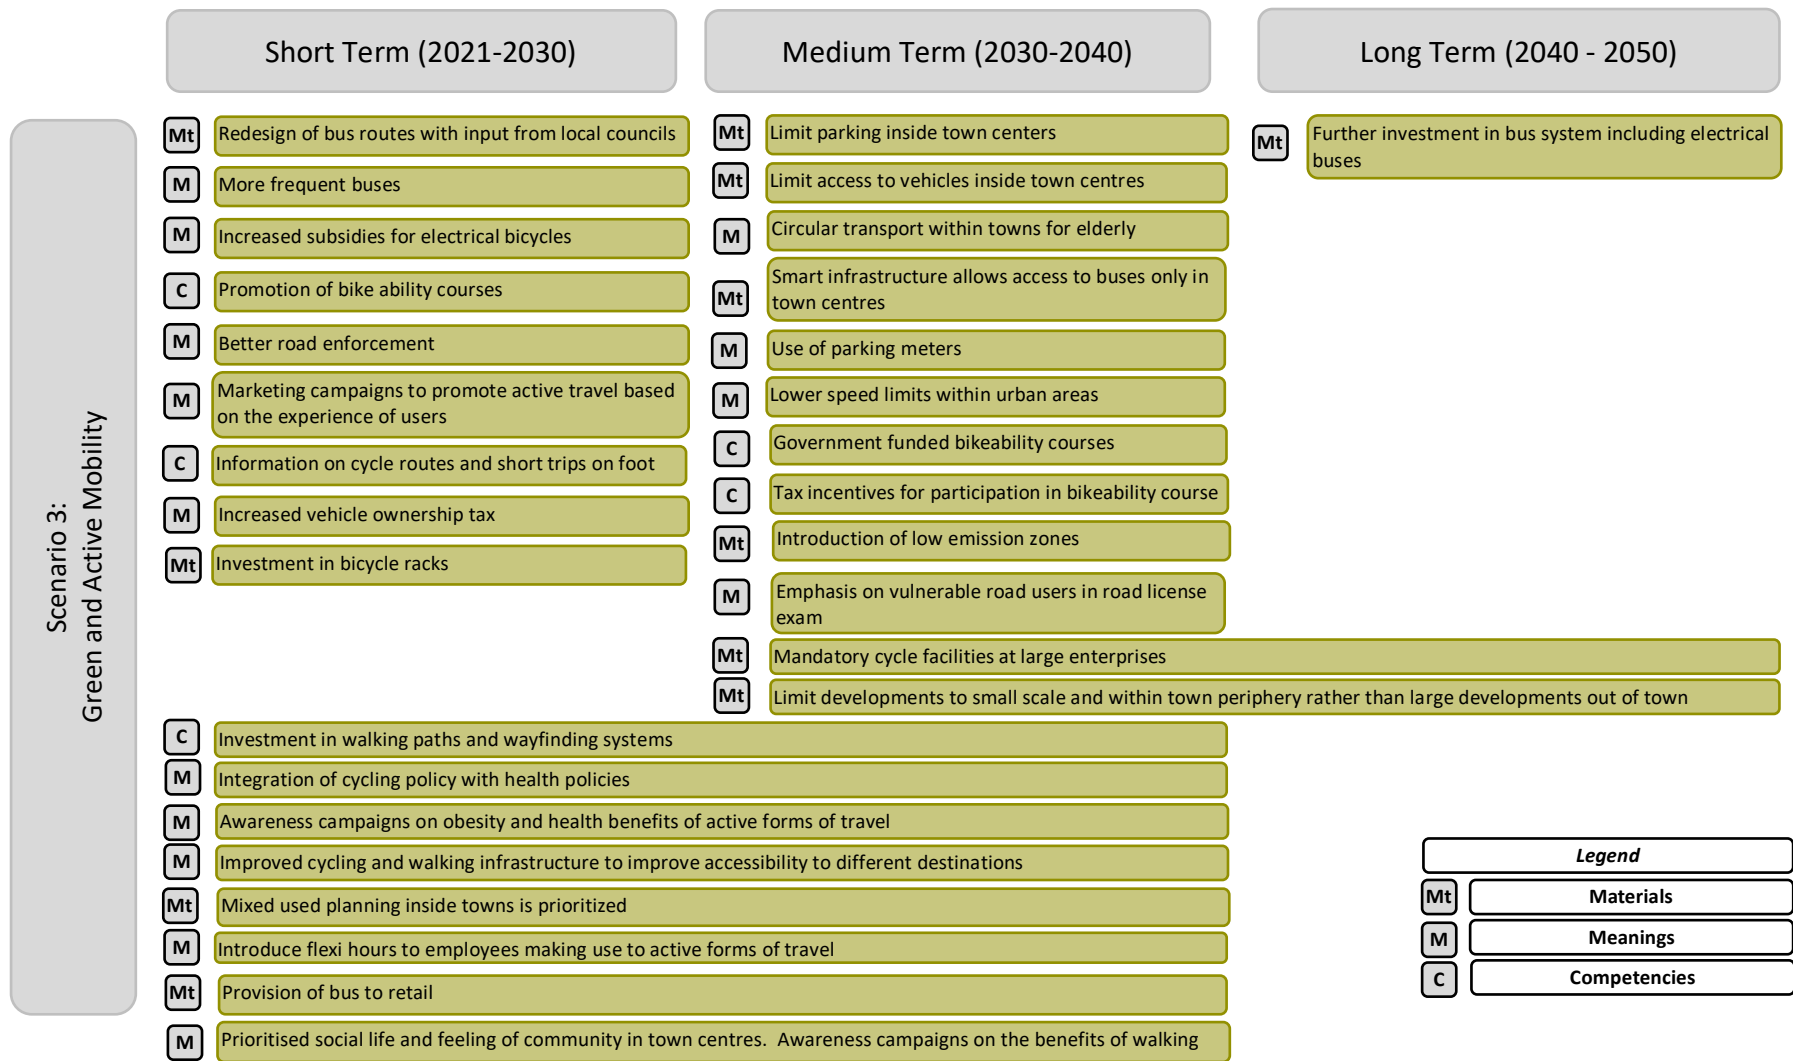 Short Term (2021-2030)
Medium Term (2030-2040)
Long Term (2040 - 2050)
Scenario 3:
Green and Active Mobility
Mt
Redesign of bus routes with input from local councils
M
More frequent buses
M
Increased subsidies for electrical bicycles
C
Promotion of bike ability courses
M
Better road enforcement
M
Marketing campaigns to promote active travel based
on the experience of users
C
Information on cycle routes and short trips on foot
M
Increased vehicle ownership tax
Mt
Investment in bicycle racks
Mt
Limit parking inside town centers
Mt
Limit access to vehicles inside town centres
M
Circular transport within towns for elderly
Mt
Smart infrastructure allows access to buses only in
town centres
M
Use of parking meters
M
Lower speed limits within urban areas
C
Government funded bikeability courses
C
Tax incentives for participation in bikeability course
Mt
Introduction of low emission zones
M
Emphasis on vulnerable road users in road license
exam
Mt
Further investment in bus system including electrical
buses
Mt
Mandatory cycle facilities at large enterprises
Mt
Limit developments to small scale and within town periphery rather than large developments out of town
C
Investment in walking paths and wayfinding systems
M
Integration of cycling policy with health policies
M
Awareness campaigns on obesity and health benefits of active forms of travel
M
Improved cycling and walking infrastructure to improve accessibility to different destinations
Mt
Mixed used planning inside towns is prioritized
M
Introduce flexi hours to employees making use to active forms of travel
Mt
Provision of bus to retail
M
Prioritised social life and feeling of community in town centres. Awareness campaigns on the benefits of walking
Legend
Mt
Materials
M
Meanings
C
Competencies